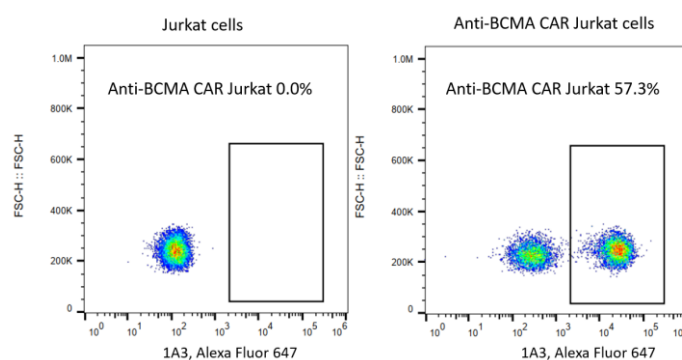 Jurkat cells
Anti-BCMA CAR Jurkat 0.0%
FSC-H :: FSC-H
1.0M
800K
600K
400K
200K
0
10^0 10^1 10^2 10^3 10^4 10^5 10^6
1A3, Alexa Fluor 647
Anti-BCMA CAR Jurkat cells
Anti-BCMA CAR Jurkat 57.3%
FSC-H :: FSC-H
1.0M
800K
600K
400K
200K
0
10^0 10^1 10^2 10^3 10^4 10^5 10^6
1A3, Alexa Fluor 647